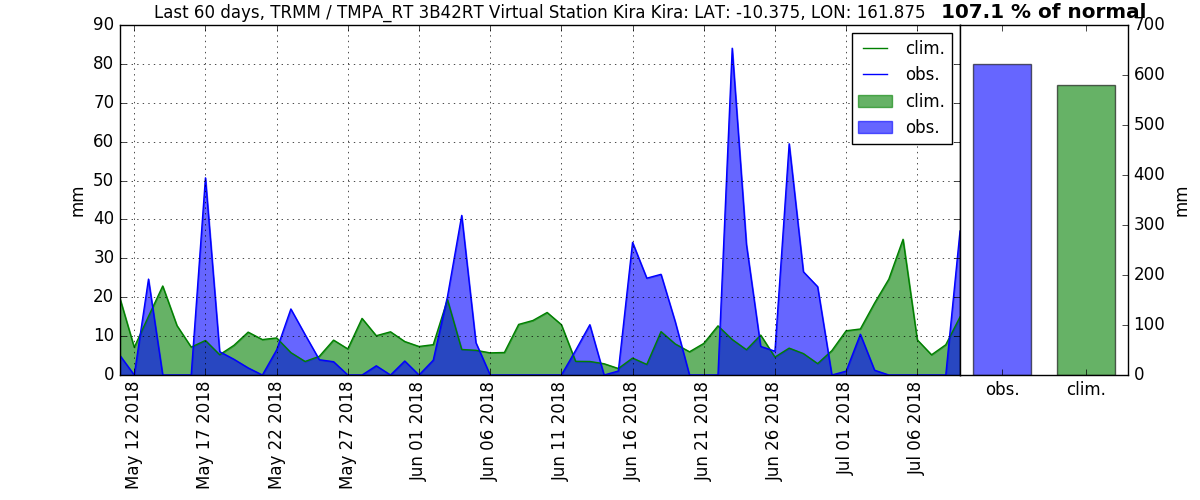 Last 60 days, TRMM / TMPA_RT 3B42RT Virtual Station Kira Kira: LAT: -10.375, LON: 161.875 107.1 % of normal
90
80
70
60
50
40
30
20
10
0
mm
clim.
obs.
clim.
obs.
May 12 2018
May 17 2018
May 22 2018
May 27 2018
Jun 01 2018
Jun 06 2018
Jun 11 2018
Jun 16 2018
Jun 21 2018
Jun 26 2018
Jul 01 2018
Jul 06 2018
obs.
clim.
700
600
500
400
300
200
100
0
mm